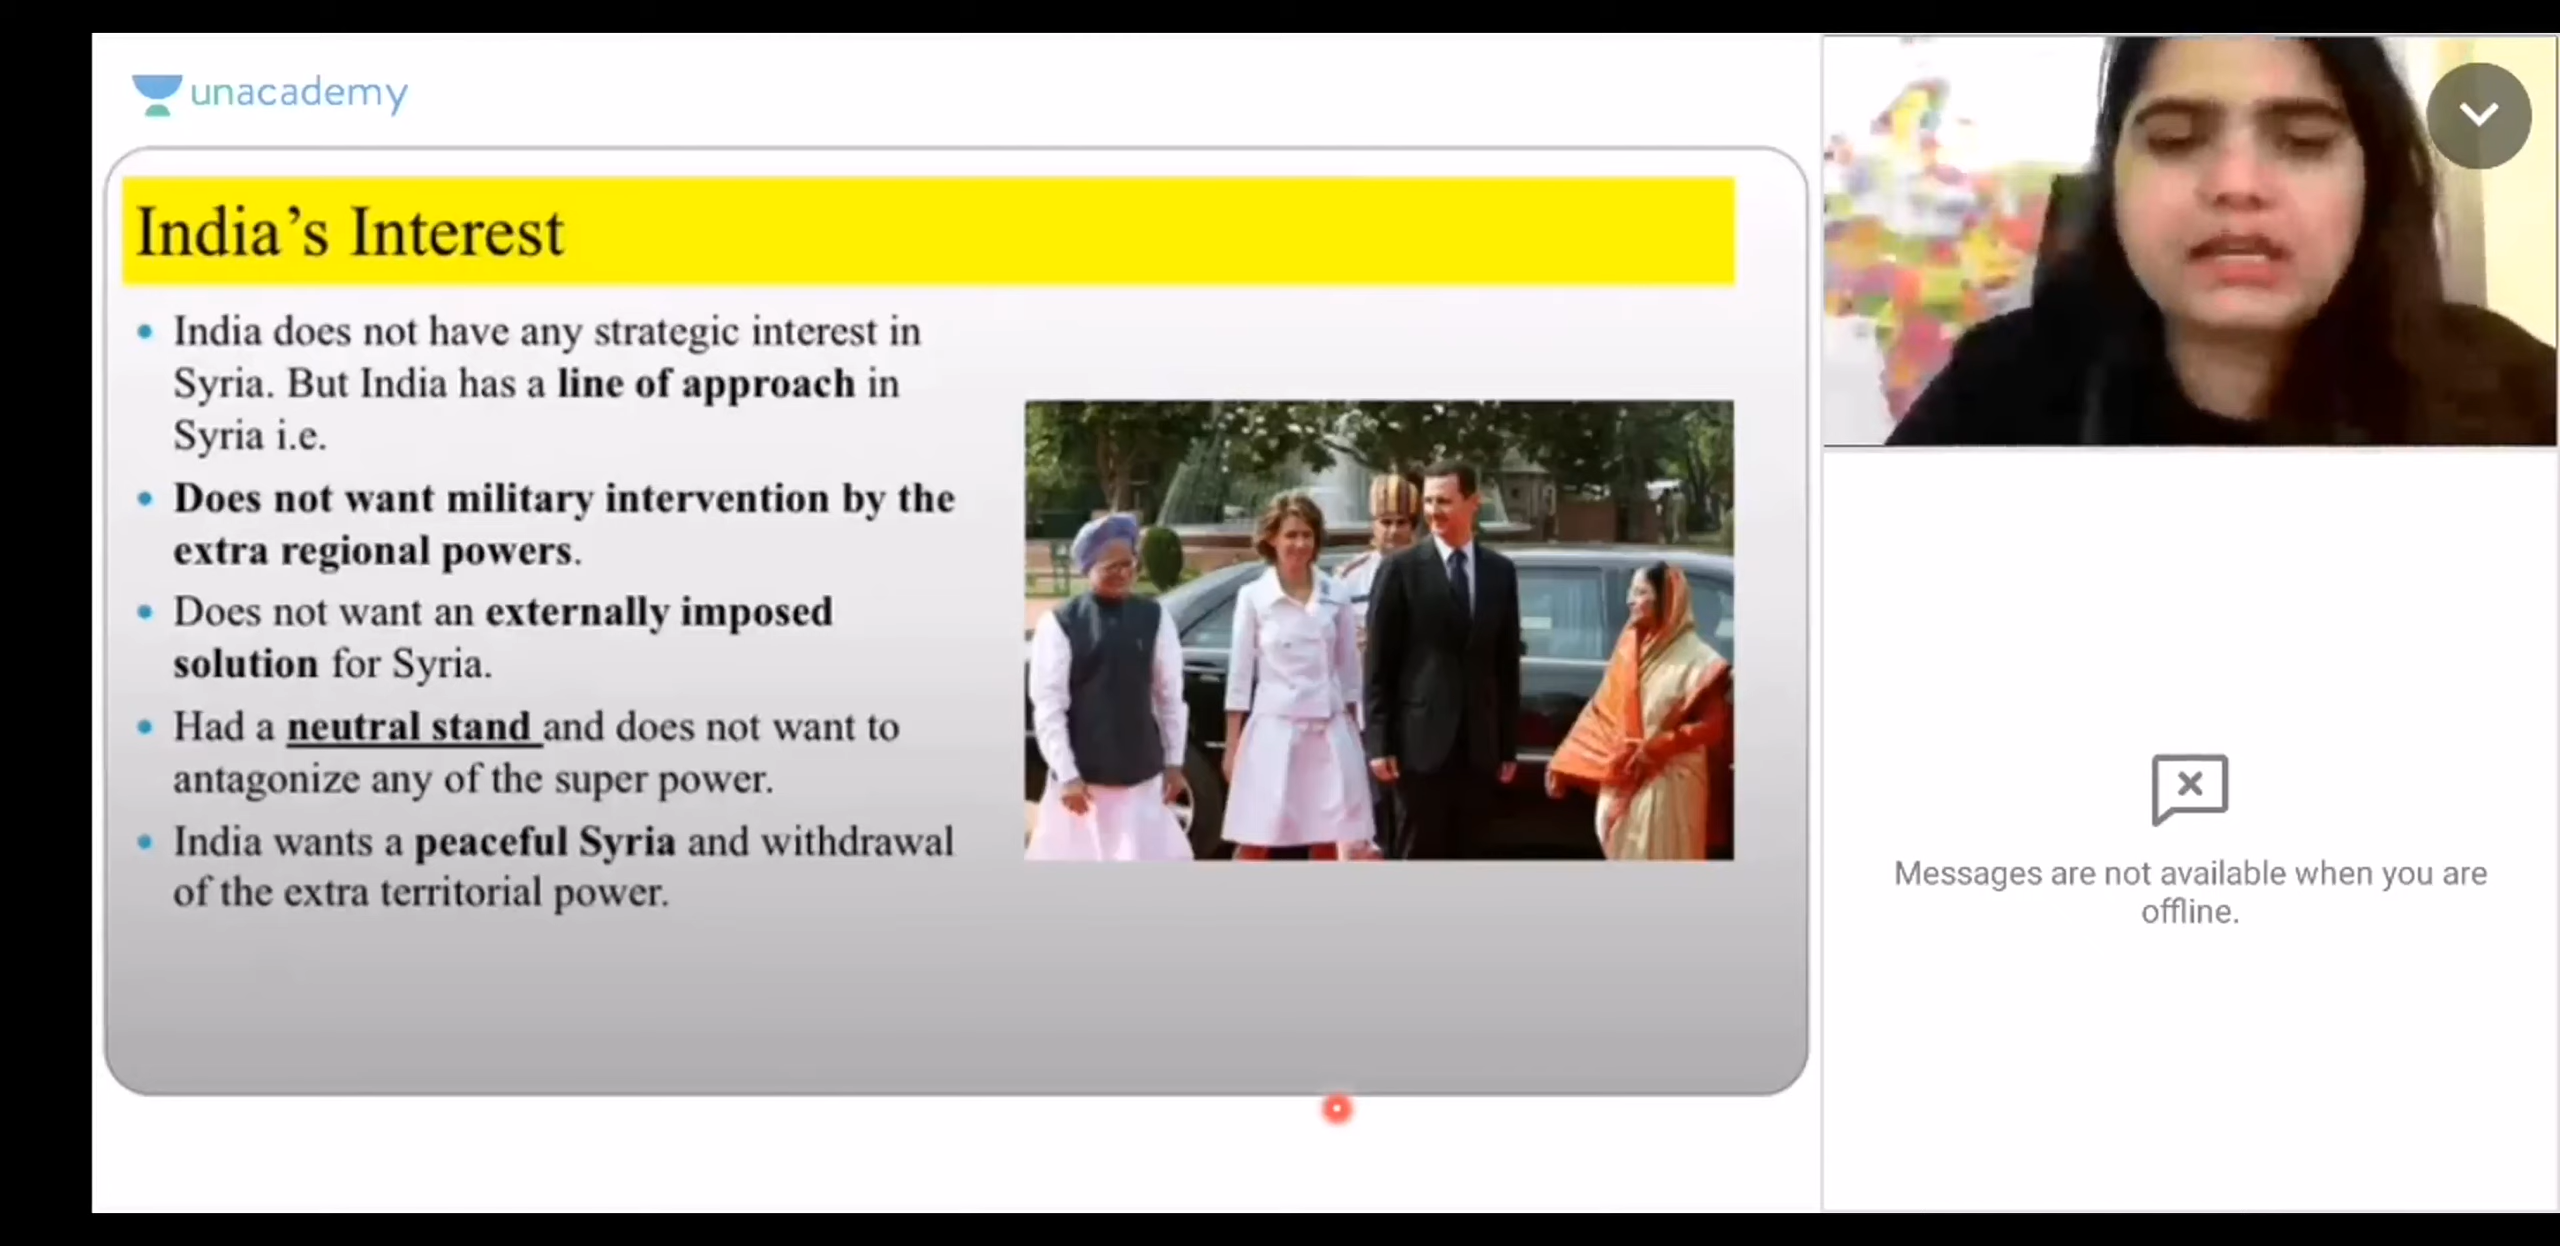 unacademy
India's Interest
India does not have any strategic interest in
Syria. But India has a line of approach in
Syria i.e.
Does not want military intervention by the
extra regional powers.
Does not want an externally imposed
solution for Syria.
Had a neutral stand and does not want to
antagonize any of the super power.
India wants a peaceful Syria and withdrawal
of the extra territorial power.
Messages are not available when you are
offline.